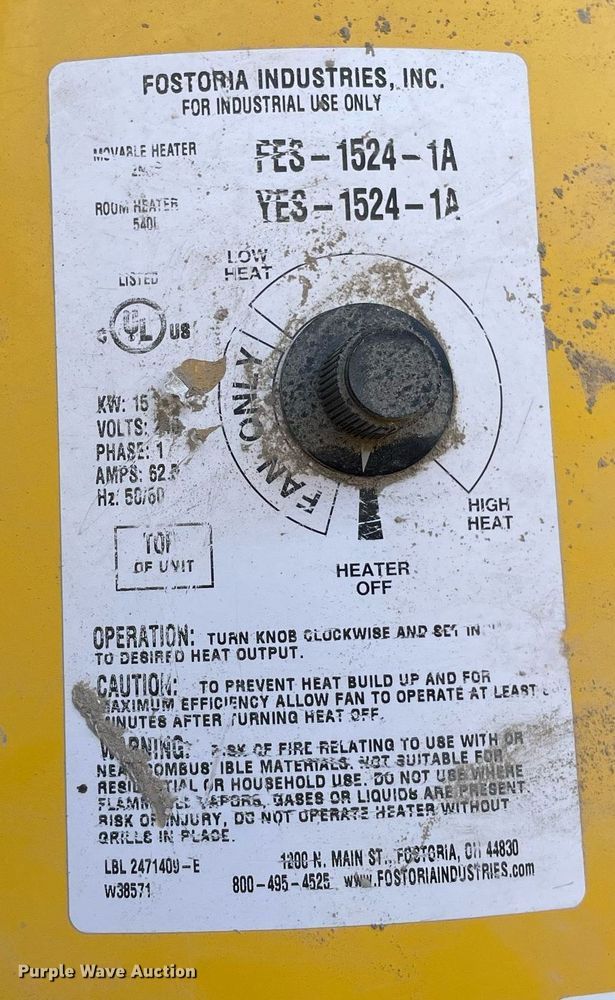 FOSTORIA INDUSTRIES, INC.
FOR INDUSTRIAL USE ONLY
MOVABLE HEATER
FES-1524-1A
ROOM HEATER
540L
YES-1524-1A
LOW
HEAT
LISTED
C UL US
FAN ONLY
KW: 15
VOLTS:
PHASE: 1
AMPS: 62.5
Hz: 50/60
HIGH
HEAT
TOP
OF UNIT
HEATER
OFF
OPERATION: TURN KNOB CLOCKWISE AND SET
TO DESIRED HEAT OUTPUT.
CAUTION: TO PREVENT HEAT BUILD UP AND FOR
MAXIMUM EFFICIENCY ALLOW FAN TO OPERATE AT LEAST
MINUTES AFTER TURNING HEAT OFF.
WARNING: RISK OF FIRE RELATING TO USE WITH OR
NEAR COMBUSTIBLE MATERIALS. NOT SUITABLE FOR
RESIDENTIAL OR HOUSEHOLD USE. DO NOT USE WHERE
FLAMMABLE VAPORS, GASES OR LIQUIDS ARE PRESENT.
RISK OF INJURY, DO NOT OPERATE HEATER WITHOUT
GRILLS IN PLACE.
LBL 2471409-E
W38571
1200 N. MAIN ST., FOSTORIA, OH 44830
800-495-4525 www.FOSTORIAINDUSTRIES.com
Purple Wave Auction